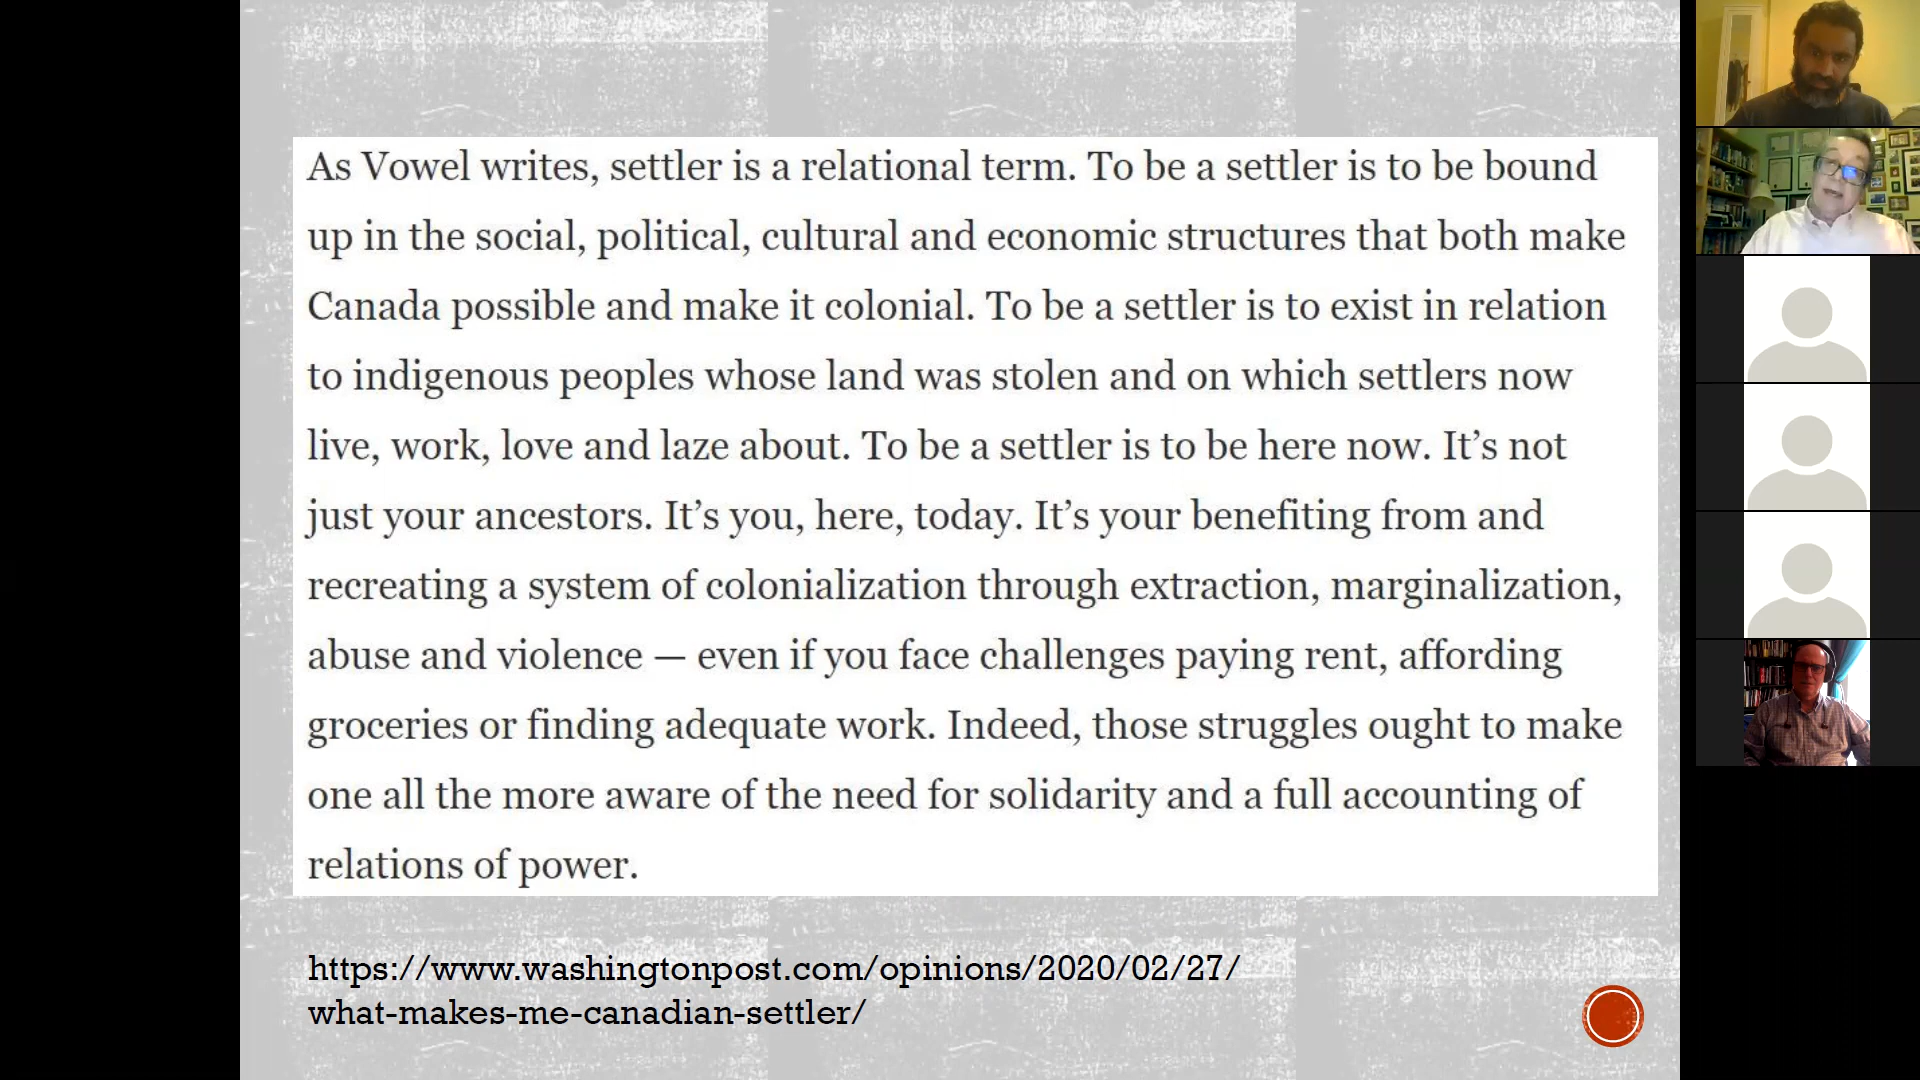 As Vowel writes, settler is a relational term. To be a settler is to be bound
up in the social, political, cultural and economic structures that both make
Canada possible and make it colonial. To be a settler is to exist in relation
to indigenous peoples whose land was stolen and on which settlers now
live, work, love and laze about. To be a settler is to be here now. It’s not
just your ancestors. It’s you, here, today. It’s your benefiting from and
recreating a system of colonialization through extraction, marginalization,
abuse and violence — even if you face challenges paying rent, affording
groceries or finding adequate work. Indeed, those struggles ought to make
one all the more aware of the need for solidarity and a full accounting of
relations of power.
https://www.washingtonpost.com/opinions/2020/02/27/
what-makes-me-canadian-settler/